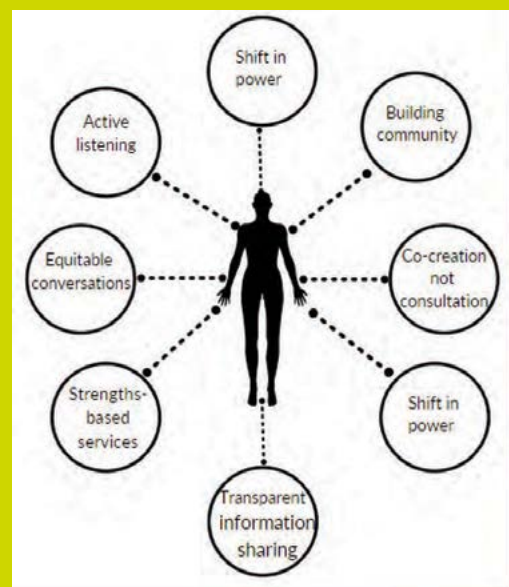 Shift in
power
Active
listening
Building
community
Equitable
conversations
Co-creation
not
consultation
Strengths-
based
services
Shift in
power
Transparent
information
sharing